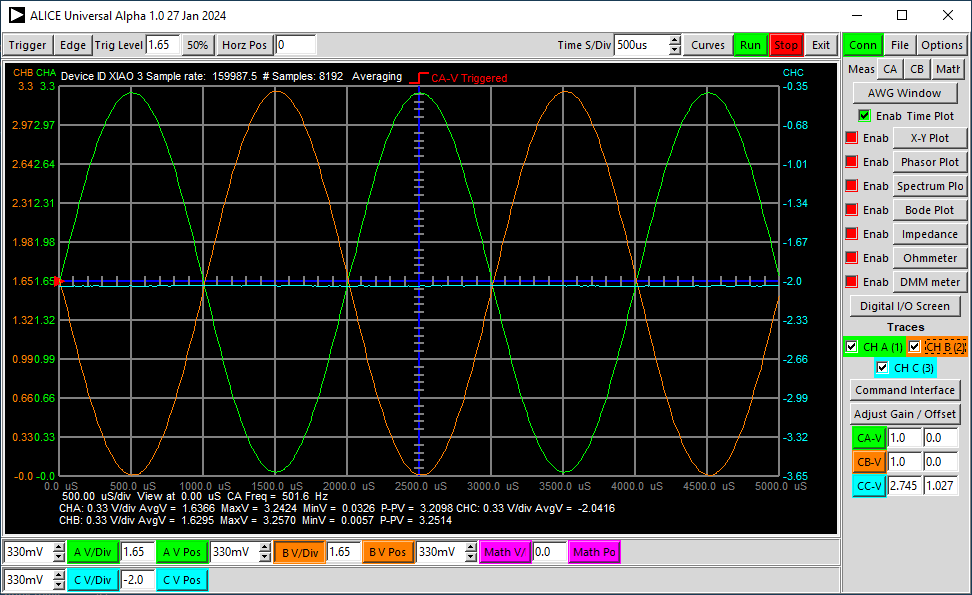 ALICE Universal Alpha 1.0 27 Jan 2024
Trigger Edge Trig Level 1.65 50% Horz Pos 0 Time S/Div 500us Curves Run Stop Exit Conn File Options
CHB CHA Device ID XIAO 3 Sample rate: 159987.5 # Samples: 8192 Averaging CA-V Triggered CHC
Meas CA CB Math
3.3 3.3 -0.35
AWG Window
Enab Time Plot
2.972.97 -0.68
Enab X-Y Plot
2.642.64 -1.01
Enab Phasor Plot
Enab Spectrum Plo
2.312.31 -1.34
Enab Bode Plot
1.981.98 -1.67
Enab Impedance
Enab Ohmmeter
1.651.65 -2.0
Enab DMM meter
Digital I/O Screen
1.321.32 -2.33
Traces
CH A (1) CH B (2)
0.990.99 -2.66
CH C (3)
Command Interface
0.660.66 -2.99
Adjust Gain / Offset
0.330.33 -3.32
CA-V 1.0 0.0
CB-V 1.0 0.0
-0.0 -0.0 -3.65
0.0 uS 500.0 uS 1000.0 uS 1500.0 uS 2000.0 uS 2500.0 uS 3000.0 uS 3500.0 uS 4000.0 uS 4500.0 uS 5000.0 uS
CC-V 2.745 1.027
500.00 uS/div View at 0.00 uS CA Freq = 501.6 Hz
CHA: 0.33 V/div AvgV = 1.6366 MaxV = 3.2424 MinV = 0.0326 P-PV = 3.2098 CHC: 0.33 V/div AvgV = -2.0416
CHB: 0.33 V/div AvgV = 1.6295 MaxV = 3.2570 MinV = 0.0057 P-PV = 3.2514
330mV A V/Div 1.65 A V Pos 330mV B V/Div 1.65 B V Pos 330mV Math V/ 0.0 Math Po
330mV C V/Div -2.0 C V Pos